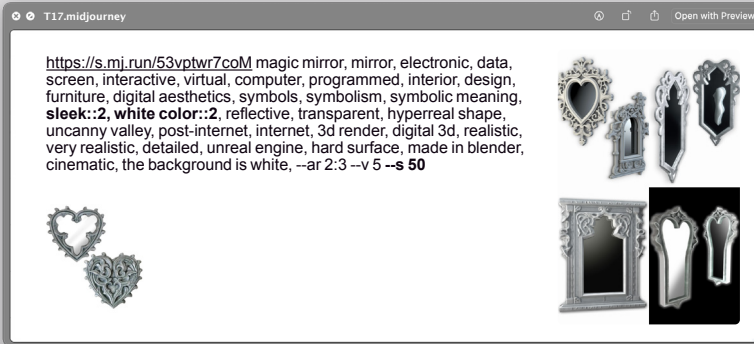 T17.midjourney
Open with Preview
https://s.mj.run/53vptwr7coM magic mirror, mirror, electronic, data,
screen, interactive, virtual, computer, programmed, interior, design,
furniture, digital aesthetics, symbols, symbolism, symbolic meaning,
sleek::2, white color::2, reflective, transparent, hyperreal shape,
uncanny valley, post-internet, internet, 3d render, digital 3d, realistic,
very realistic, detailed, unreal engine, hard surface, made in blender,
cinematic, the background is white, --ar 2:3 --v 5 --s 50